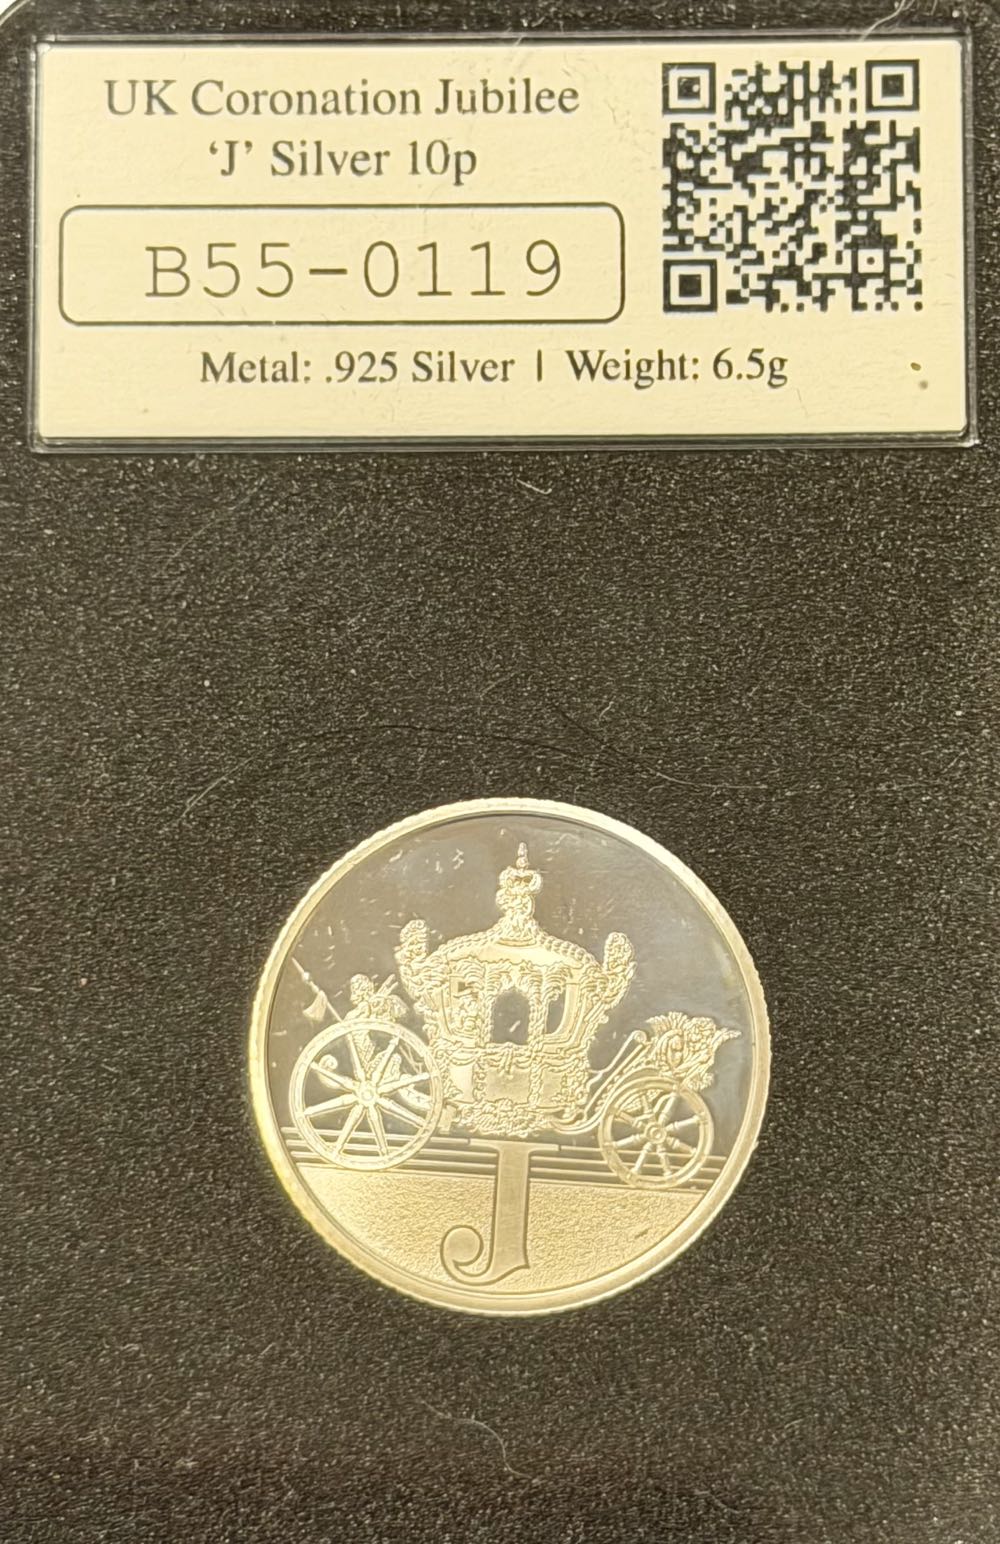 UK Coronation Jubilee
‘J’ Silver 10p
B55-0119
Metal: .925 Silver | Weight: 6.5g
J